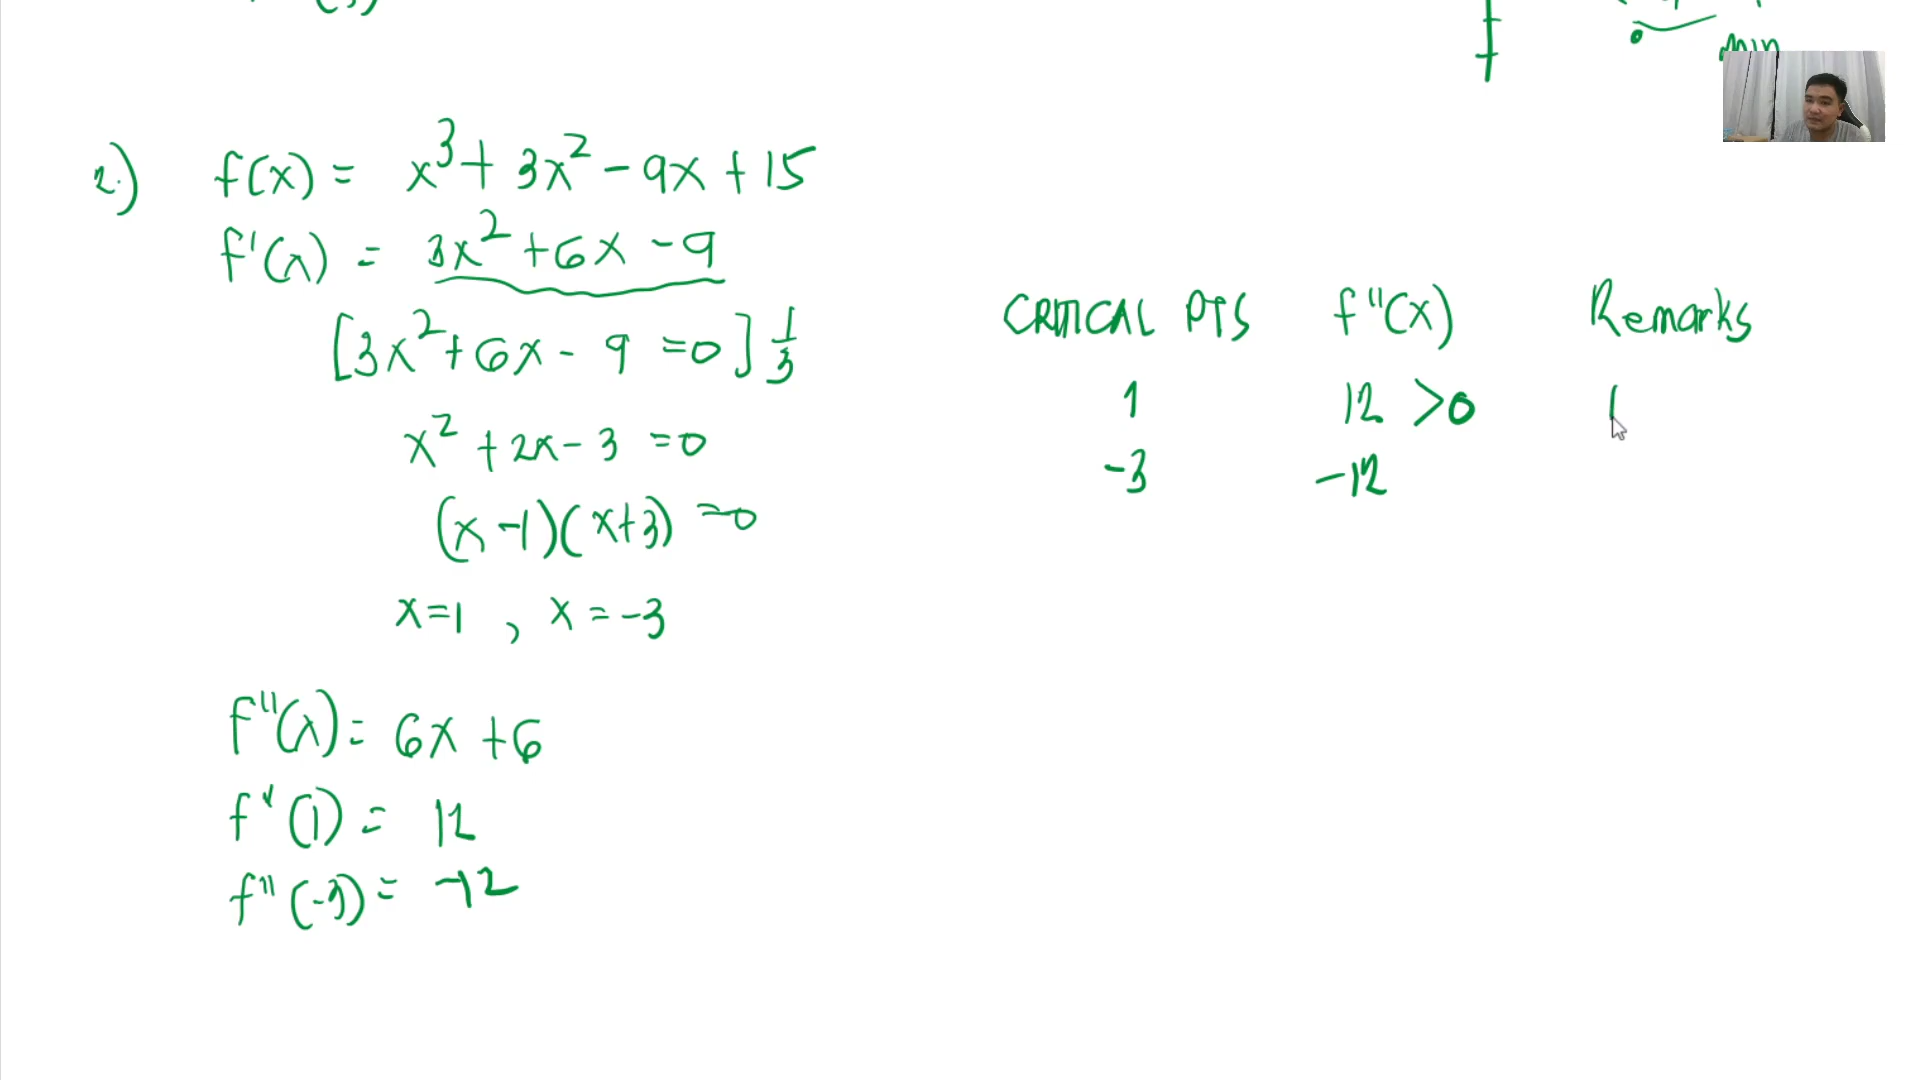 min
2.) f(x) = x³ + 3x² - 9x + 15
f'(x) = 3x² + 6x - 9
[3x² + 6x - 9 = 0] 1/3
x² + 2x - 3 = 0
(x - 1)(x + 3) = 0
x = 1 , x = -3
f''(x) = 6x + 6
f''(1) = 12
f''(-3) = -12
CRITICAL PTS f''(x) Remarks
1 12 > 0
-3 -12